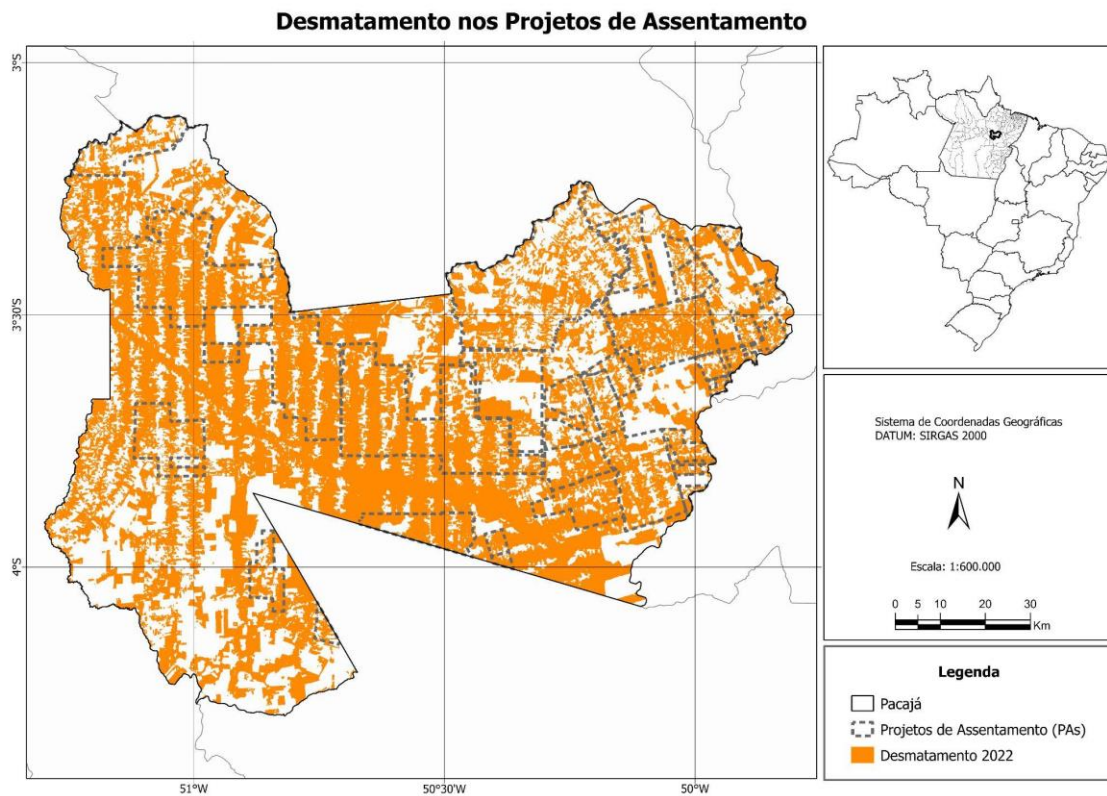 Desmatamento nos Projetos de Assentamento
3°S
3°30'S
4°S
51°W
50°30'W
50°W
Sistema de Coordenadas Geográficas
DATUM: SIRGAS 2000
N
Escala: 1:600.000
0 5 10 20 30
Km
Legenda
Pacajá
Projetos de Assentamento (PAs)
Desmatamento 2022